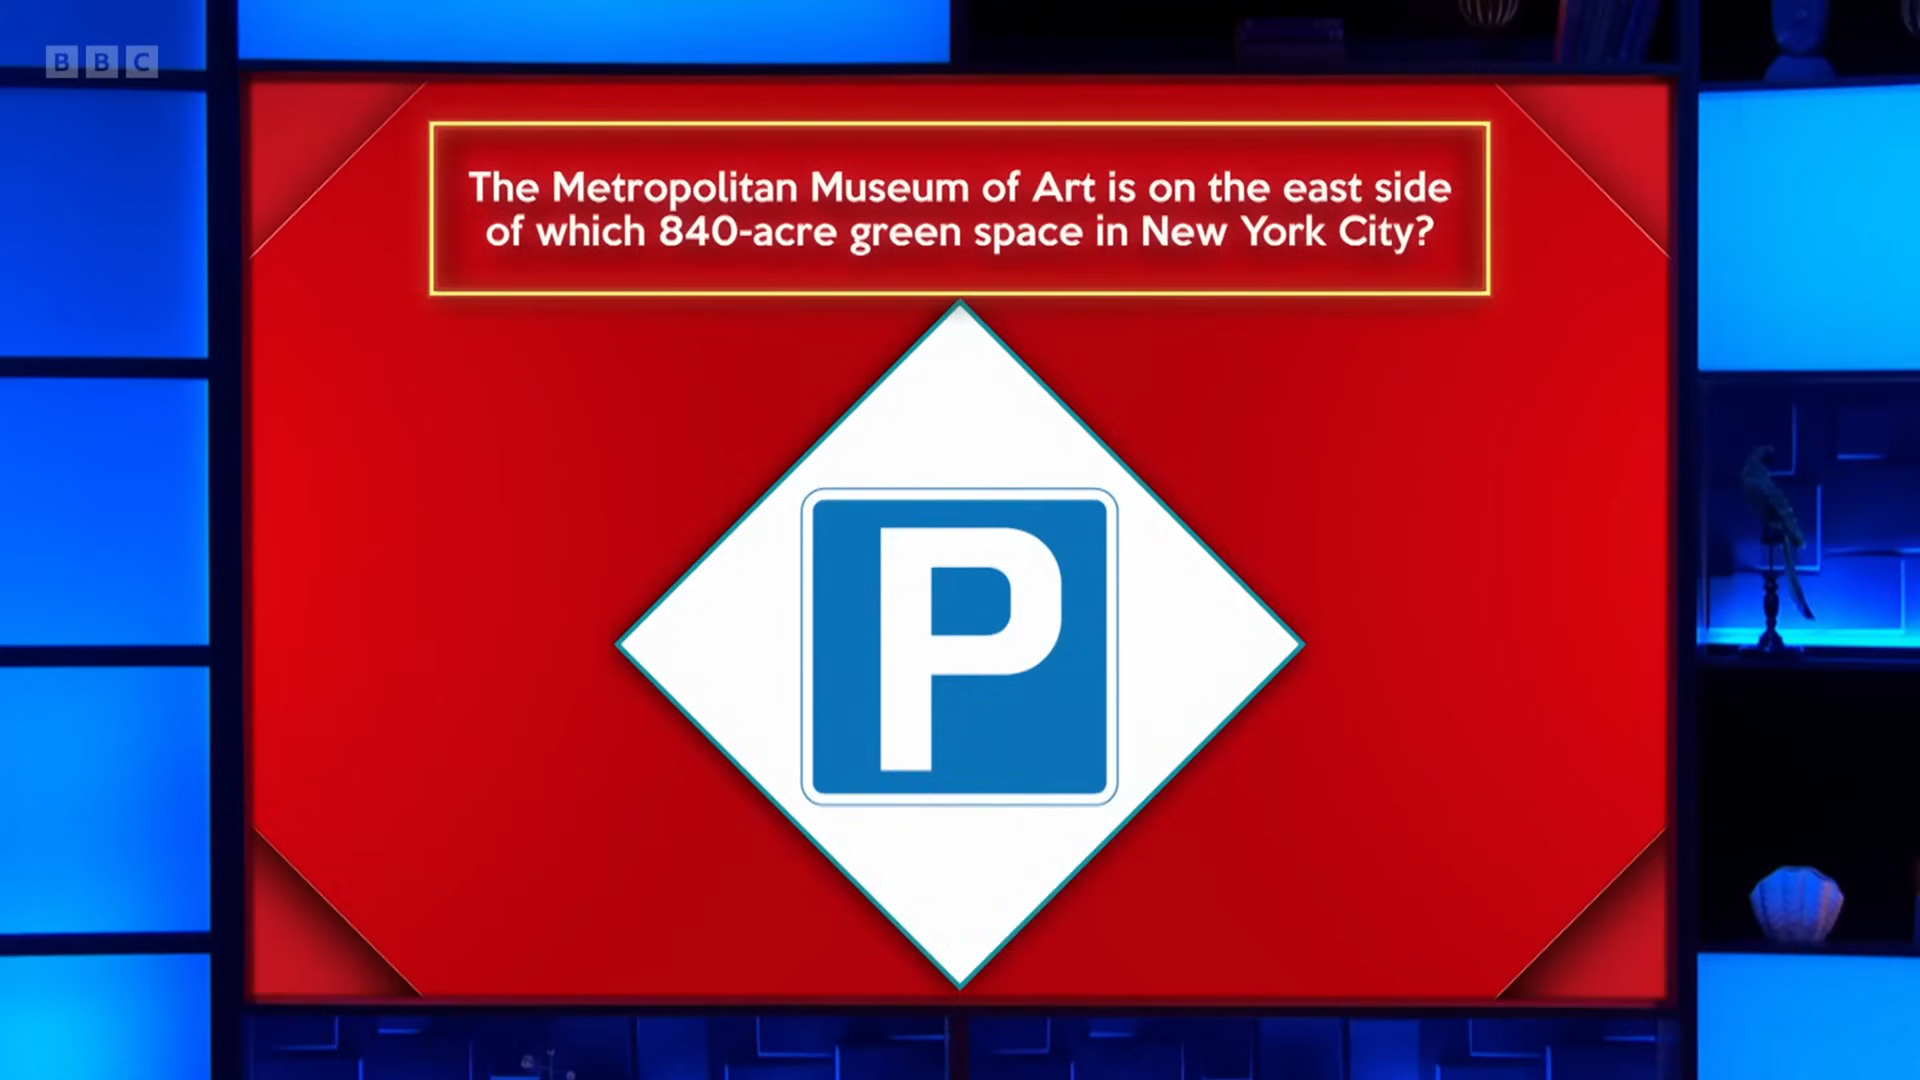 BBC
The Metropolitan Museum of Art is on the east side
of which 840-acre green space in New York City?
P